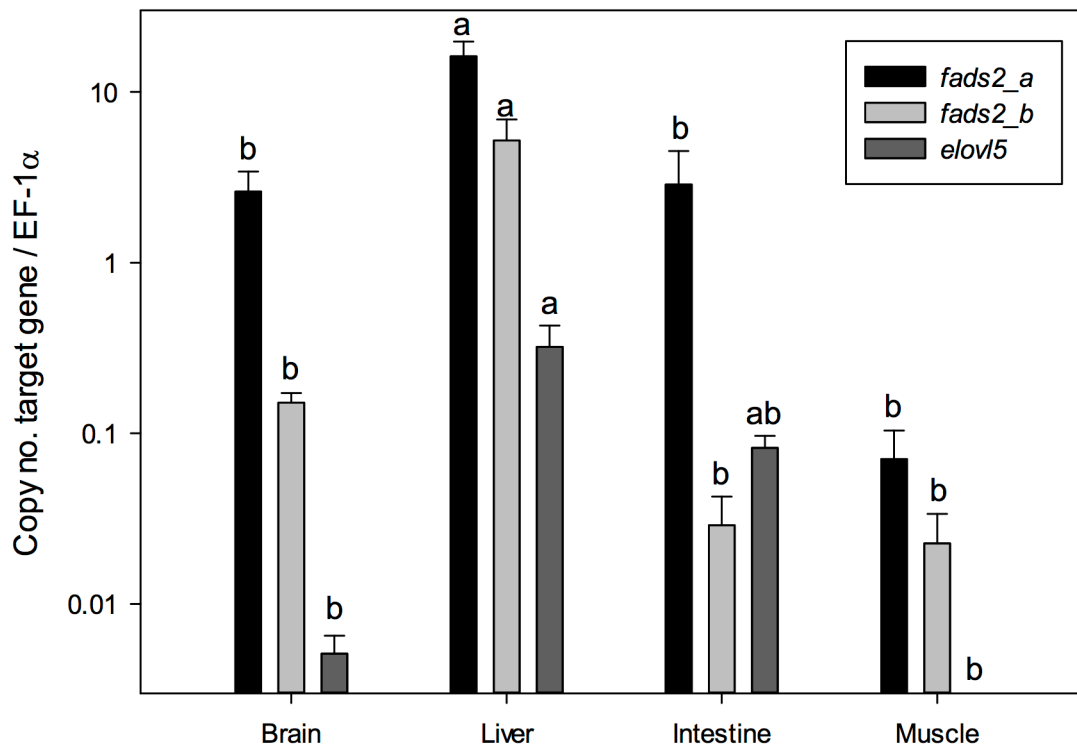 Copy no. target gene / EF-1α
10
1
0.1
0.01
b
b
b
a
a
a
b
b
ab
b
b
b
fads2_a
fads2_b
elovl5
Brain
Liver
Intestine
Muscle